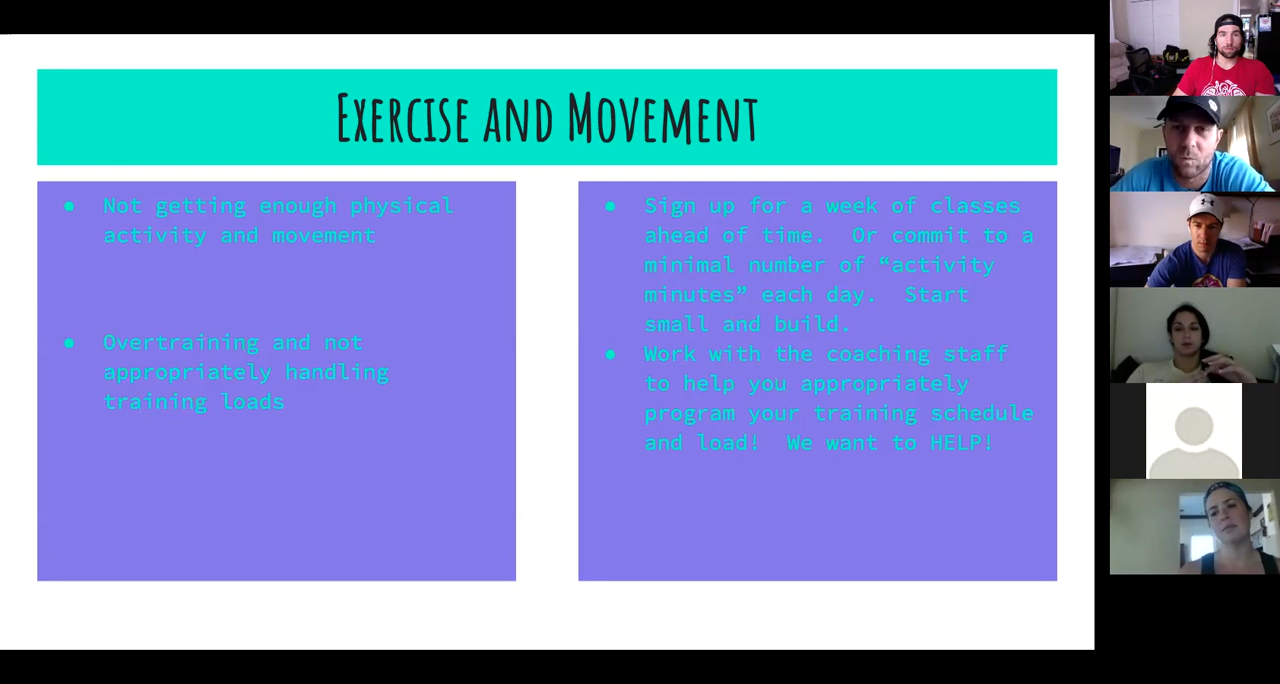 Exercise and Movement
● Not getting enough physical
activity and movement
● Overtraining and not
appropriately handling
training loads
● Sign up for a week of classes
ahead of time.  Or commit to a
minimal number of “activity
minutes” each day.  Start
small and build.
● Work with the coaching staff
to help you appropriately
program your training schedule
and load!  We want to HELP!